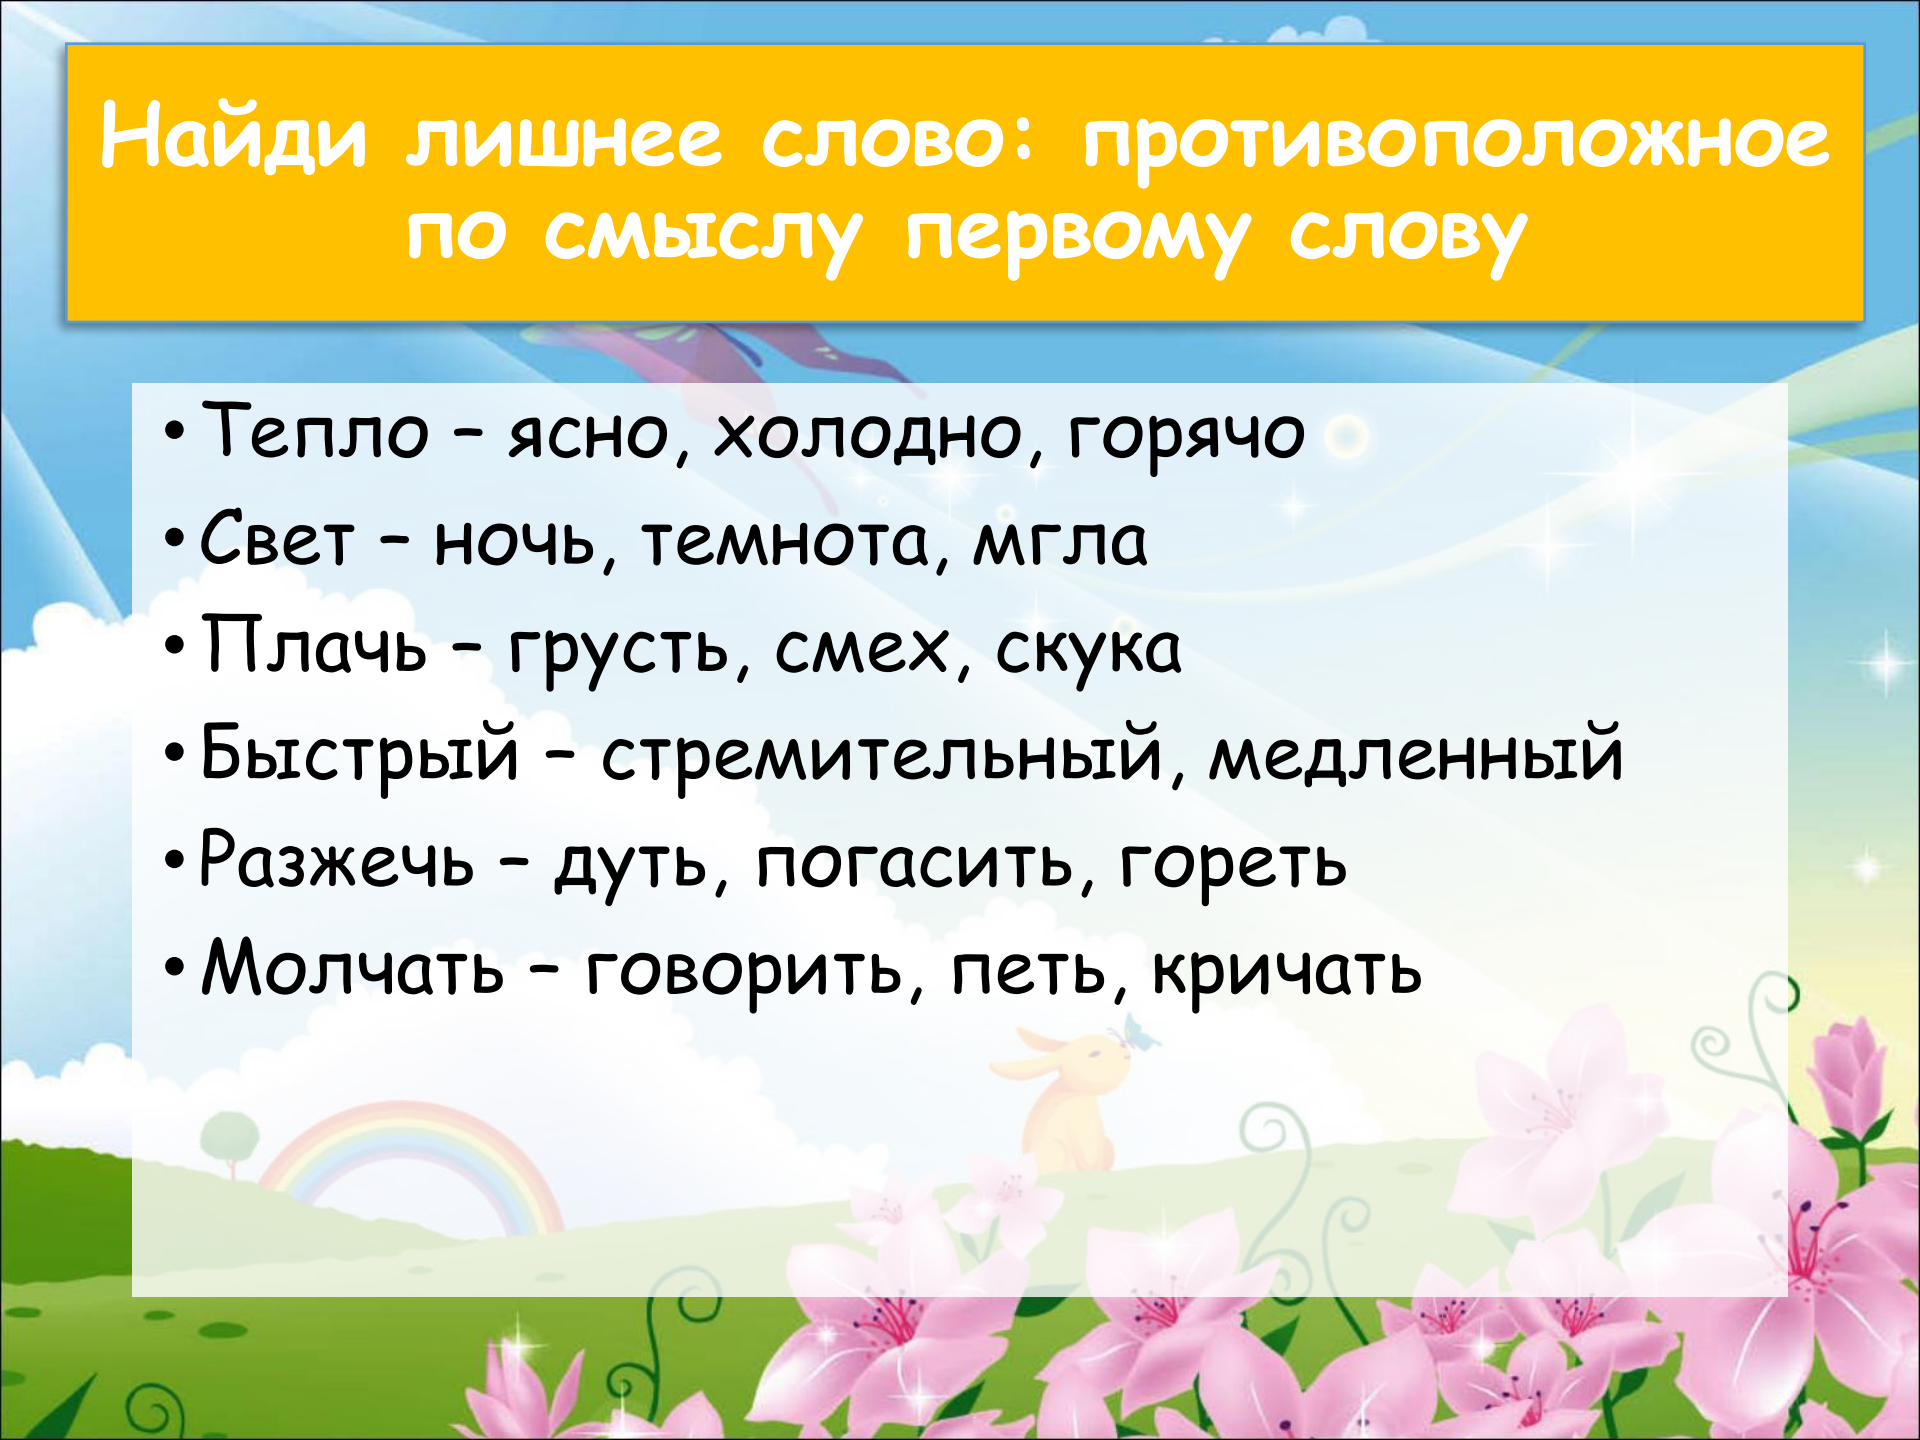 Найди лишнее слово: противоположное
по смыслу первому слову
• Тепло – ясно, холодно, горячо
• Свет – ночь, темнота, мгла
• Плачь – грусть, смех, скука
• Быстрый – стремительный, медленный
• Разжечь – дуть, погасить, гореть
• Молчать – говорить, петь, кричать